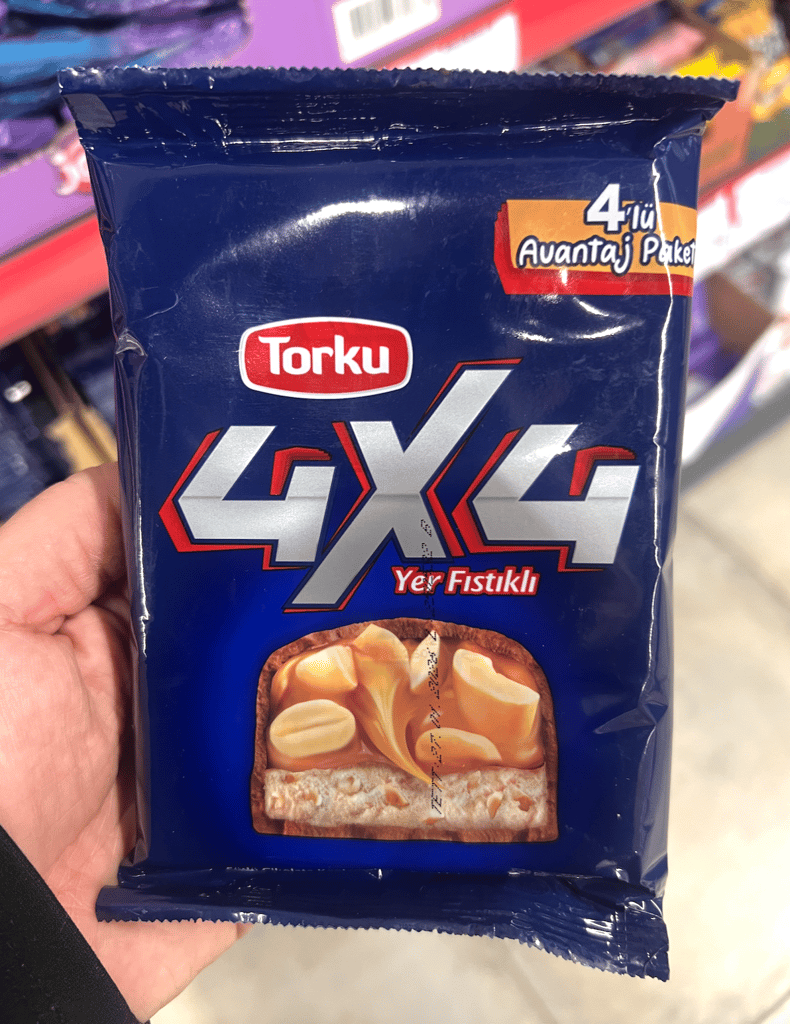 4'lü
Avantaj Paket
Torku
4X4
Yer Fıstıklı